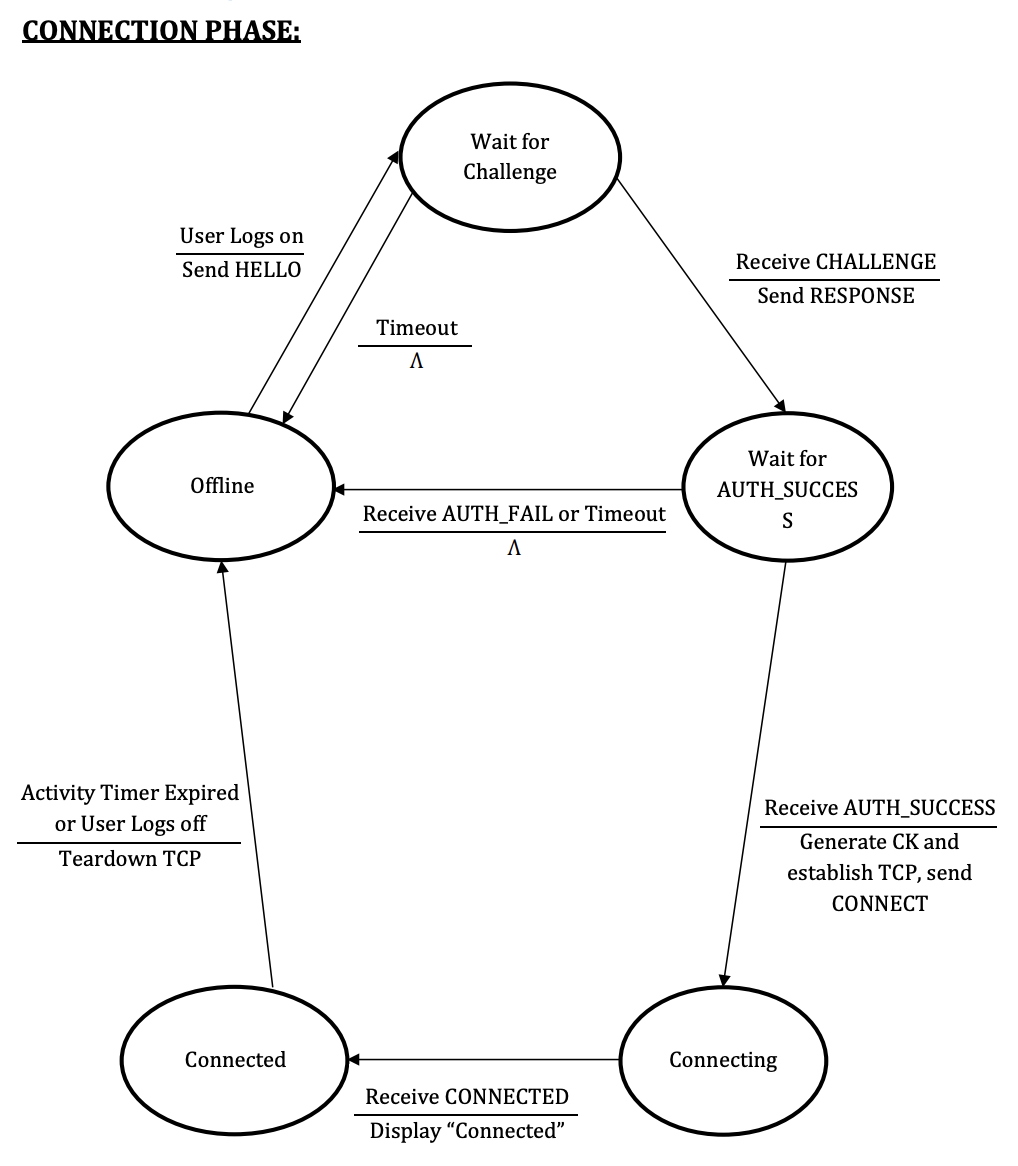 CONNECTION PHASE:
Wait for
Challenge
User Logs on
Send HELLO
Receive CHALLENGE
Send RESPONSE
Timeout
Λ
Offline
Wait for
AUTH_SUCCES
S
Receive AUTH_FAIL or Timeout
Λ
Activity Timer Expired
or User Logs off
Teardown TCP
Receive AUTH_SUCCESS
Generate CK and
establish TCP, send
CONNECT
Connected
Connecting
Receive CONNECTED
Display “Connected”